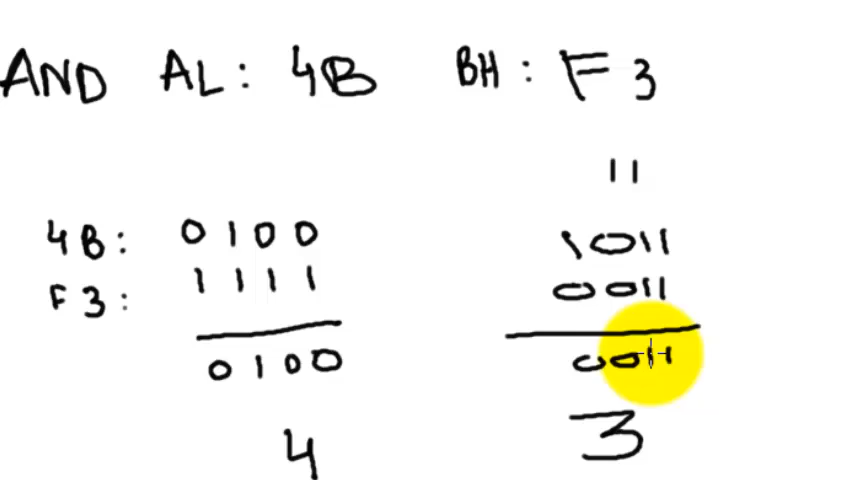 AND AL: 4B BH: F3
11
4B: 0100 1011
F3: 1111 0011
0100 0011
4 3